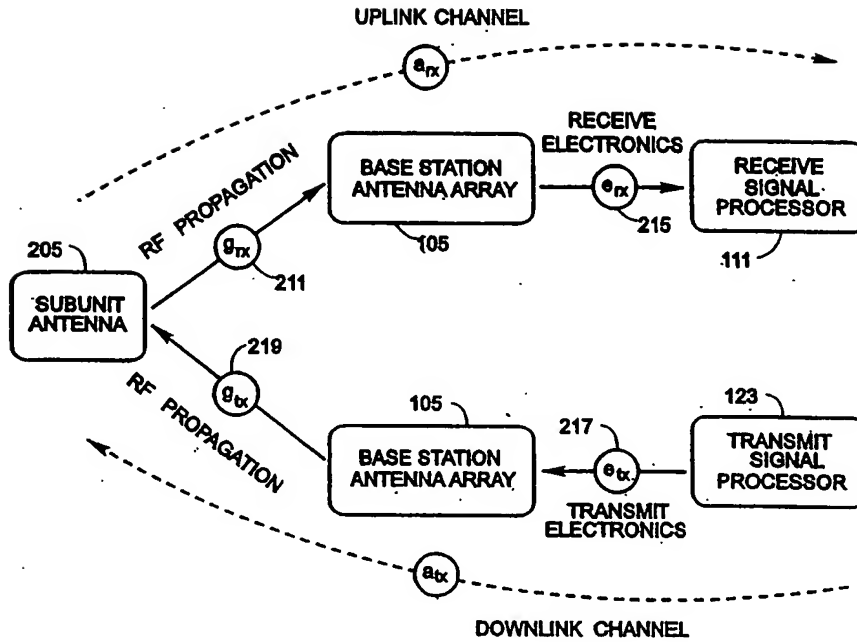 UPLINK CHANNEL
arx
RF PROPAGATION
BASE STATION
ANTENNA ARRAY
105
RECEIVE
ELECTRONICS
erx
215
RECEIVE
SIGNAL
PROCESSOR
111
205
grx
211
SUBUNIT
ANTENNA
219
gtx
RF PROPAGATION
105
BASE STATION
ANTENNA ARRAY
217
etx
TRANSMIT
ELECTRONICS
123
TRANSMIT
SIGNAL
PROCESSOR
atx
DOWNLINK CHANNEL